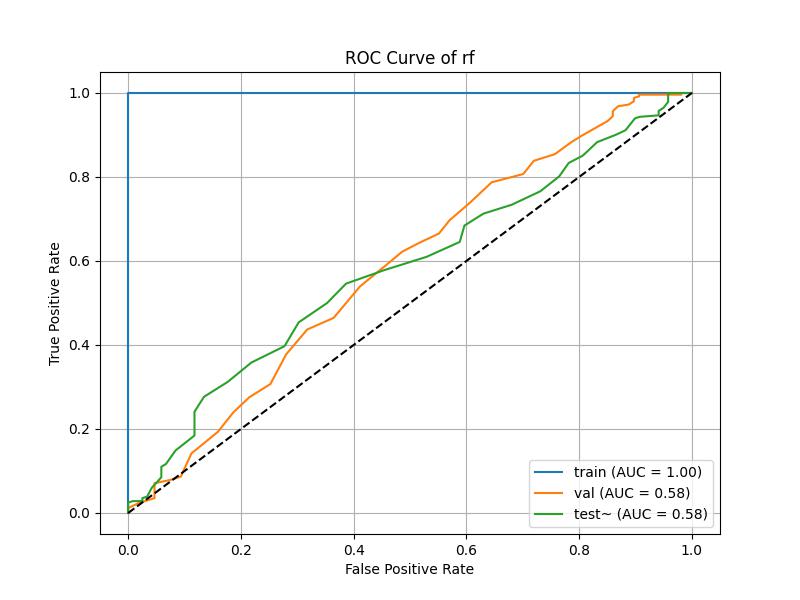 ROC Curve of rf
True Positive Rate
1.0
0.8
0.6
0.4
0.2
0.0
train (AUC = 1.00)
val (AUC = 0.58)
test~ (AUC = 0.58)
0.0 0.2 0.4 0.6 0.8 1.0
False Positive Rate